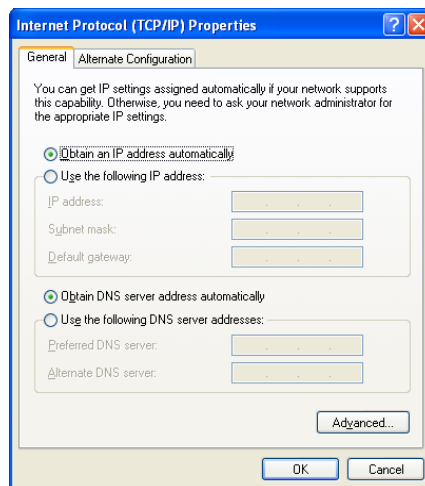 Internet Protocol (TCP/IP) Properties
General
Alternate Configuration
You can get IP settings assigned automatically if your network supports
this capability. Otherwise, you need to ask your network administrator for
the appropriate IP settings.
Obtain an IP address automatically
Use the following IP address:
IP address:
Subnet mask:
Default gateway:
Obtain DNS server address automatically
Use the following DNS server addresses:
Preferred DNS server:
Alternate DNS server:
Advanced...
OK
Cancel